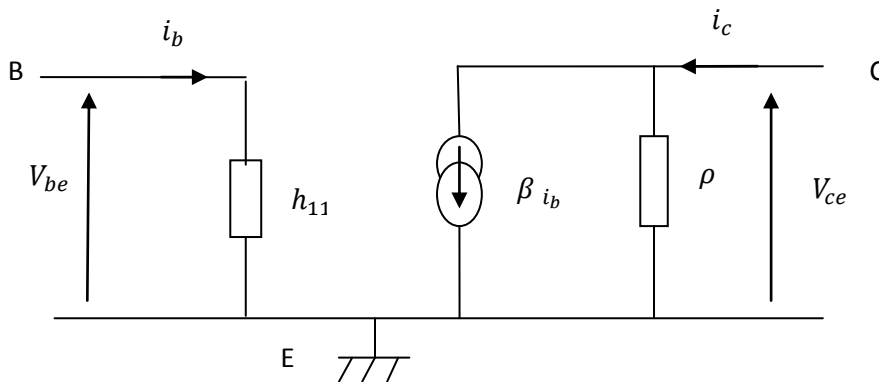 i_b
i_c
B
C
V_be
h_11
β i_b
ρ
V_ce
E